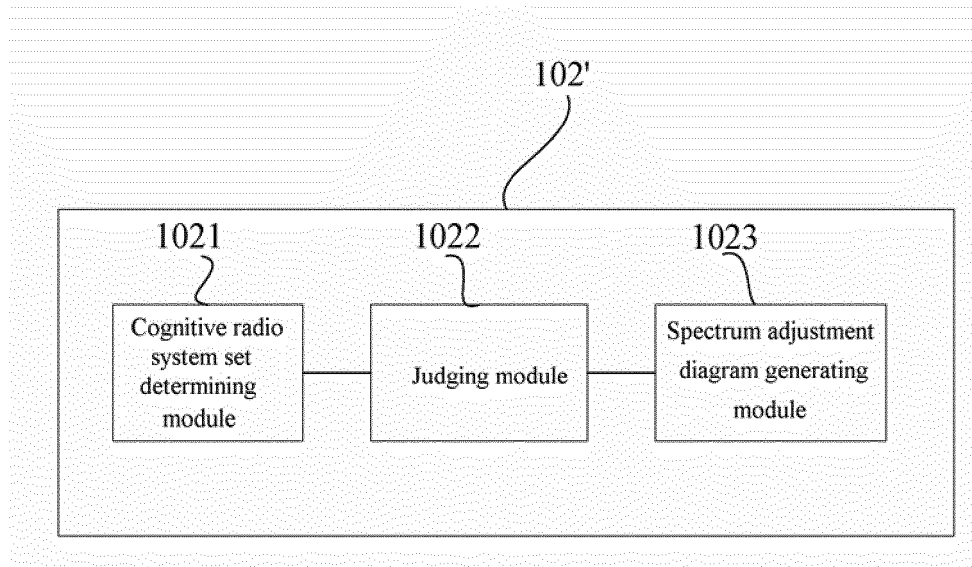 102'
1021
1022
1023
Cognitive radio
system set
determining
module
Judging module
Spectrum adjustment
diagram generating
module